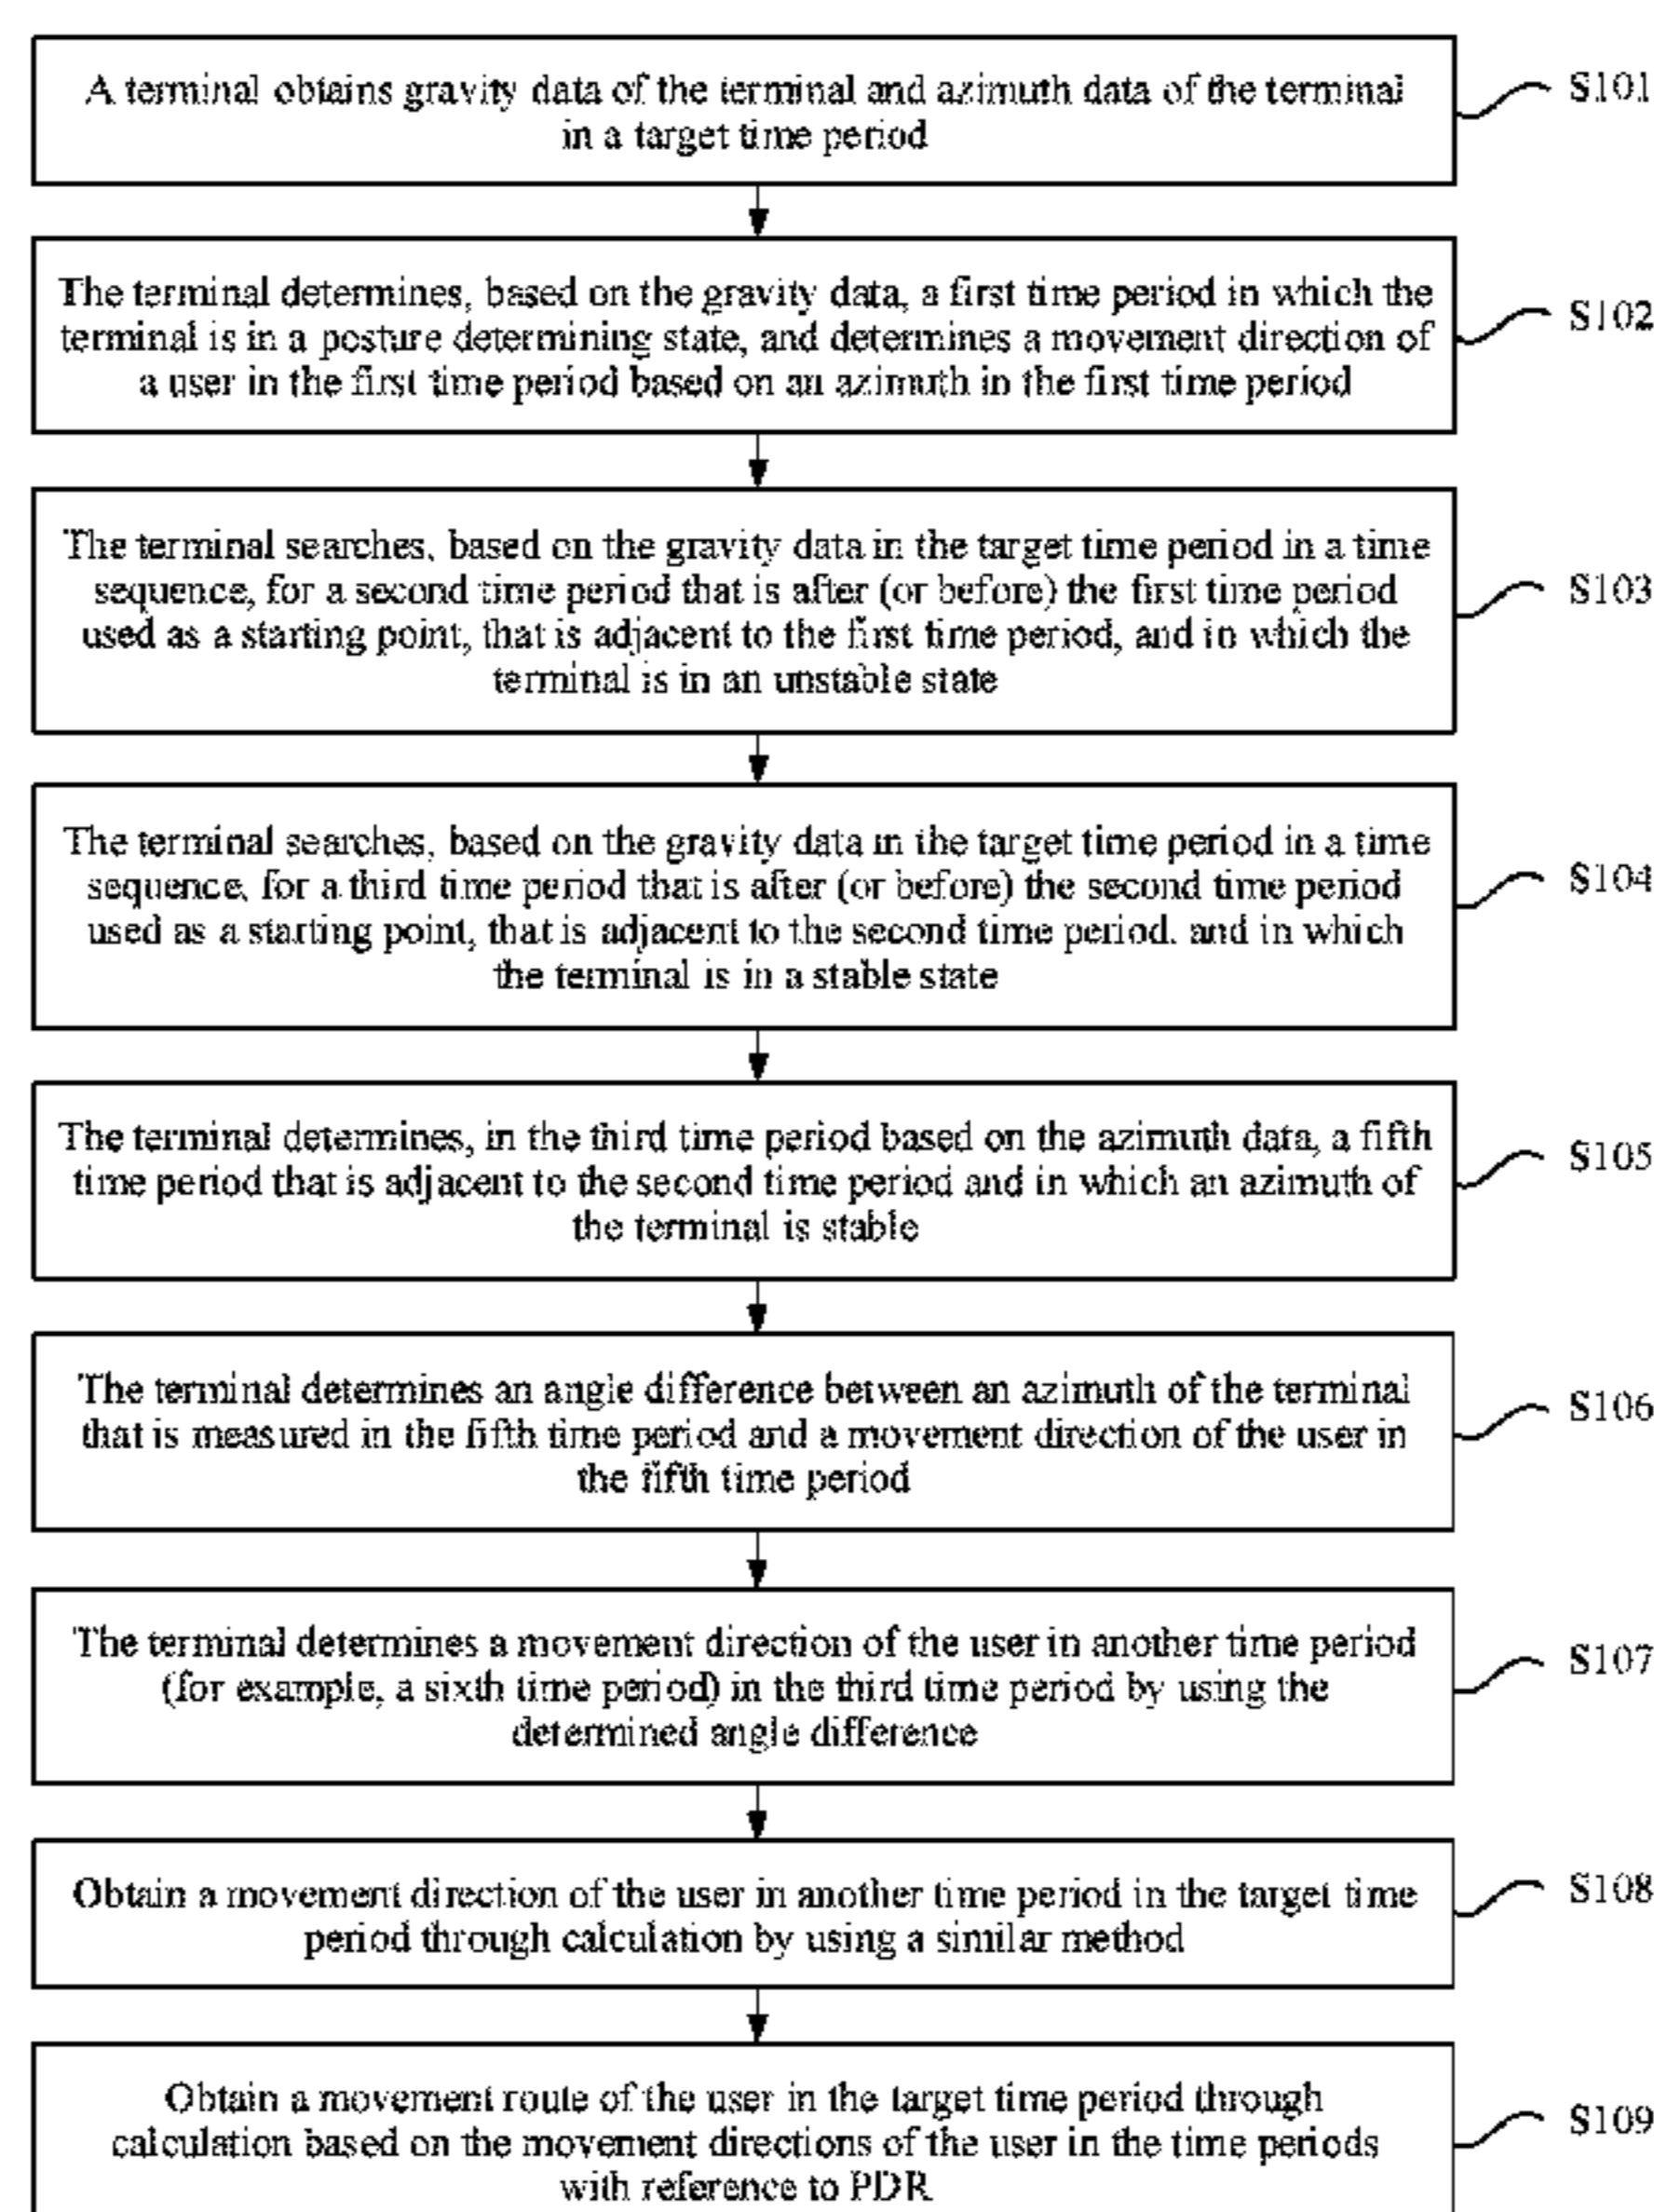 A terminal obtains gravity data of the terminal and azimuth data of the terminal
in a target time period
S101
The terminal determines, based on the gravity data, a first time period in which the
terminal is in a posture determining state, and determines a movement direction of
a user in the first time period based on an azimuth in the first time period
S102
The terminal searches, based on the gravity data in the target time period in a time
sequence, for a second time period that is after (or before) the first time period
used as a starting point, that is adjacent to the first time period, and in which the
terminal is in an unstable state
S103
The terminal searches, based on the gravity data in the target time period in a time
sequence, for a third time period that is after (or before) the second time period
used as a starting point, that is adjacent to the second time period, and in which
the terminal is in a stable state
S104
The terminal determines, in the third time period based on the azimuth data, a fifth
time period that is adjacent to the second time period and in which an azimuth of
the terminal is stable
S105
The terminal determines an angle difference between an azimuth of the terminal
that is measured in the fifth time period and a movement direction of the user in
the fifth time period
S106
The terminal determines a movement direction of the user in another time period
(for example, a sixth time period) in the third time period by using the
determined angle difference
S107
Obtain a movement direction of the user in another time period in the target time
period through calculation by using a similar method
S108
Obtain a movement route of the user in the target time period through
calculation based on the movement directions of the user in the time periods
with reference to PDR
S109